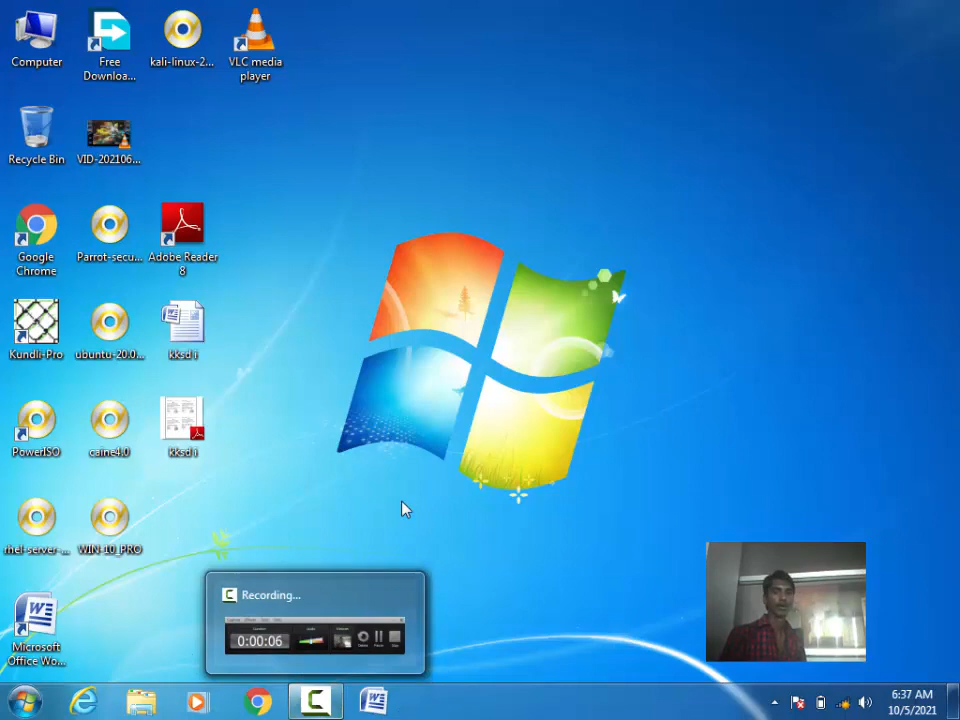 Computer
Free
Downloa...
kali-linux-2...
VLC media
player
Recycle Bin
VID-202106...
Google
Chrome
Parrot-secu...
Adobe Reader
8
Kundli-Pro
ubuntu-20.0...
kksd i
PowerISO
caine4.0
kksd i
rhel-server-...
WIN-10_PRO
Microsoft
Office Wo...
Recording...
0:00:06
6:37 AM
10/5/2021